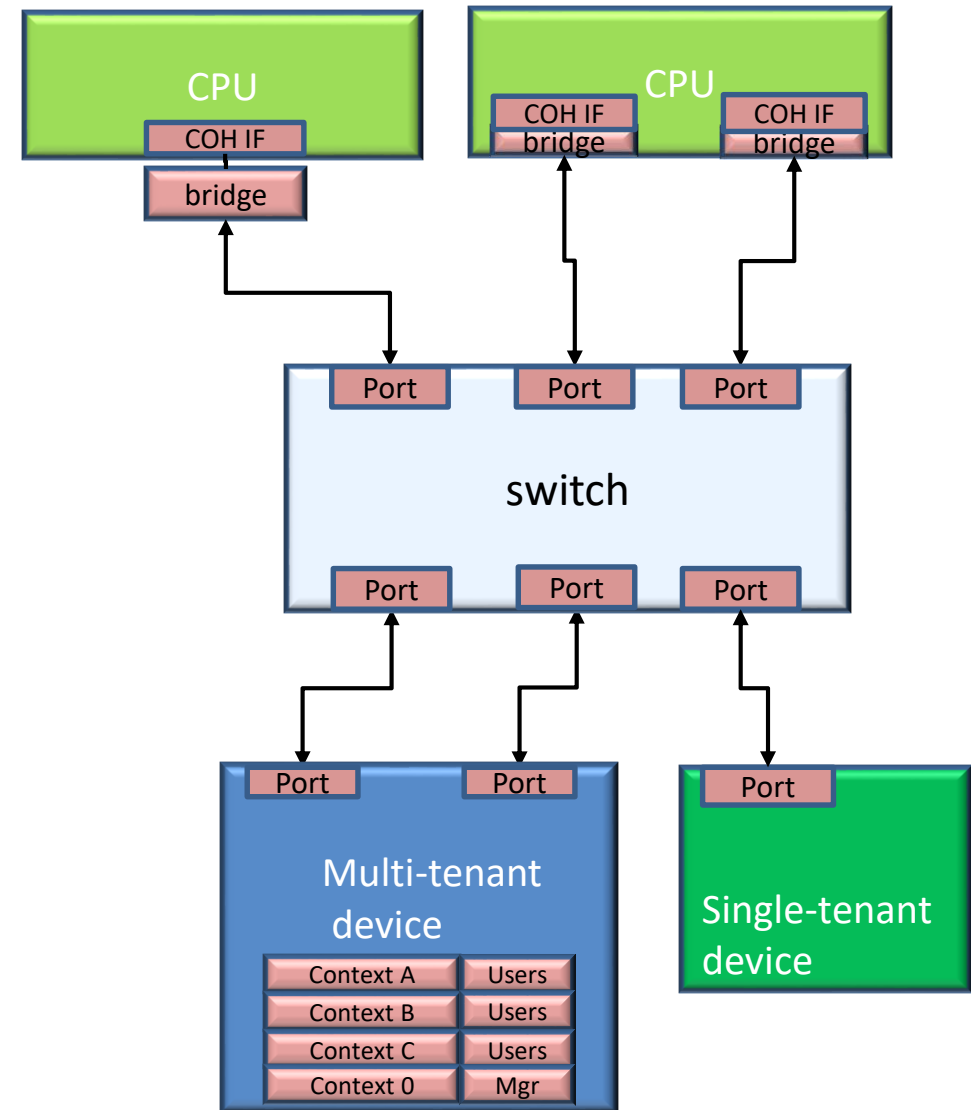 CPU
COH IF
bridge
CPU
COH IF
bridge
COH IF
bridge
Port
Port
Port
switch
Port
Port
Port
Port
Port
Multi-tenant
device
Context A
Users
Context B
Users
Context C
Users
Context 0
Mgr
Port
Single-tenant
device